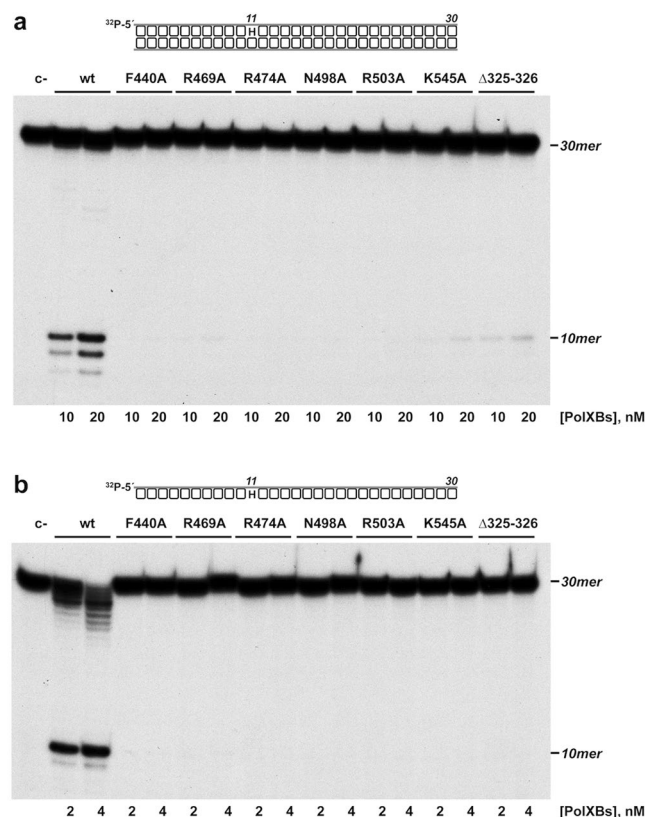 a
³²P-5´ 11 30
H
c- wt F440A R469A R474A N498A R503A K545A Δ325-326
30mer
10mer
10 20 10 20 10 20 10 20 10 20 10 20 10 20 10 20 [PolXBs], nM
b
³²P-5´ 11 30
H
c- wt F440A R469A R474A N498A R503A K545A Δ325-326
30mer
10mer
2 4 2 4 2 4 2 4 2 4 2 4 2 4 2 4 [PolXBs], nM